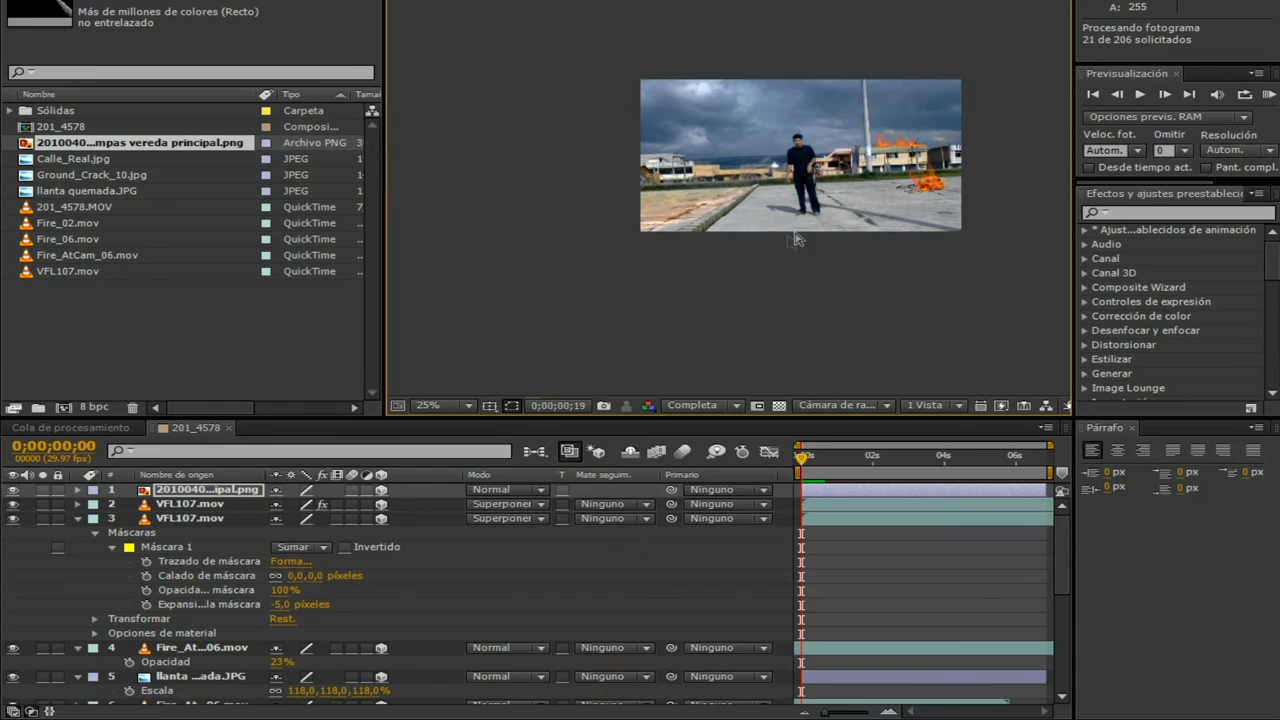 Más de millones de colores (Recto)
no entrelazado
A: 255
Procesando fotograma
21 de 206 solicitados
Nombre Tipo Tamañ
Sólidas Carpeta
201_4578 Composi...
2010040...mpas vereda principal.png Archivo PNG 3
Calle_Real.jpg JPEG
Ground_Crack_10.jpg JPEG
llanta quemada.JPG JPEG
201_4578.MOV QuickTime 7
Fire_02.mov QuickTime
Fire_06.mov QuickTime
Fire_AtCam_06.mov QuickTime
VFL107.mov QuickTime
8 bpc
25% 0;00;00;19 Completa Cámara de ra... 1 Vista
Previsualización
Opciones previs. RAM
Veloc. fot. Omitir Resolución
Autom. 0 Autom.
Desde tiempo act. Pant. compl.
Efectos y ajustes preestableci
* Ajust...ablecidos de animación
Audio
Canal
Canal 3D
Composite Wizard
Controles de expresión
Corrección de color
Desenfocar y enfocar
Distorsionar
Estilizar
Generar
Image Lounge
Cola de procesamiento 201_4578
0;00;00;00
00000 (29.97 fps)
# Nombre de origen Modo T Mate seguim. Primario
02s 04s 06s
1 2010040...ipal.png Normal Ninguno
2 VFL107.mov Superponer Ninguno Ninguno
3 VFL107.mov Superponer Ninguno Ninguno
Máscaras
Máscara 1 Sumar Invertido
Trazado de máscara Forma...
Calado de máscara 0,0,0,0 píxeles
Opacida... máscara 100%
Expansi...la máscara -5,0 píxeles
Transformar Rest.
Opciones de material
4 Fire_At...06.mov Normal Ninguno Ninguno
Opacidad 23%
5 llanta ...ada.JPG Normal Ninguno Ninguno
Escala 118,0,118,0,118,0%
Párrafo
0 px 0 px
0 px 0 px
0 px